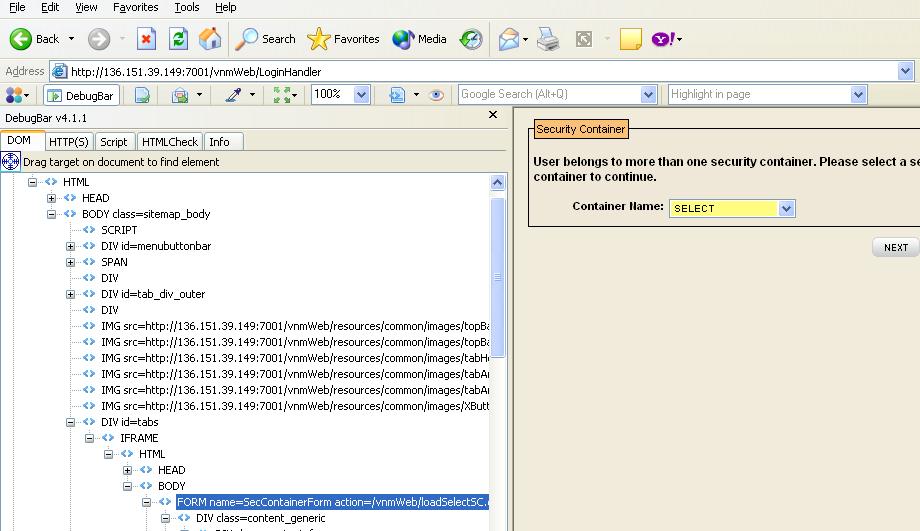 File Edit View Favorites Tools Help
Back Search Favorites Media
Address http://136.151.39.149:7001/vnmWeb/LoginHandler
DebugBar 100% Google Search (Alt+Q) Highlight in page
DebugBar v4.1.1
DOM HTTP(S) Script HTMLCheck Info
Drag target on document to find element
HTML
HEAD
BODY class=sitemap_body
SCRIPT
DIV id=menubuttonbar
SPAN
DIV
DIV id=tab_div_outer
DIV
IMG src=http://136.151.39.149:7001/vnmWeb/resources/common/images/topBa
IMG src=http://136.151.39.149:7001/vnmWeb/resources/common/images/topBa
IMG src=http://136.151.39.149:7001/vnmWeb/resources/common/images/tabHo
IMG src=http://136.151.39.149:7001/vnmWeb/resources/common/images/tabAr
IMG src=http://136.151.39.149:7001/vnmWeb/resources/common/images/tabAr
IMG src=http://136.151.39.149:7001/vnmWeb/resources/common/images/XButt
DIV id=tabs
IFRAME
HTML
HEAD
BODY
FORM name=SecContainerForm action=/vnmWeb/loadSelectSC.
DIV class=content_generic
Security Container
User belongs to more than one security container. Please select a se
container to continue.
Container Name: SELECT
NEXT